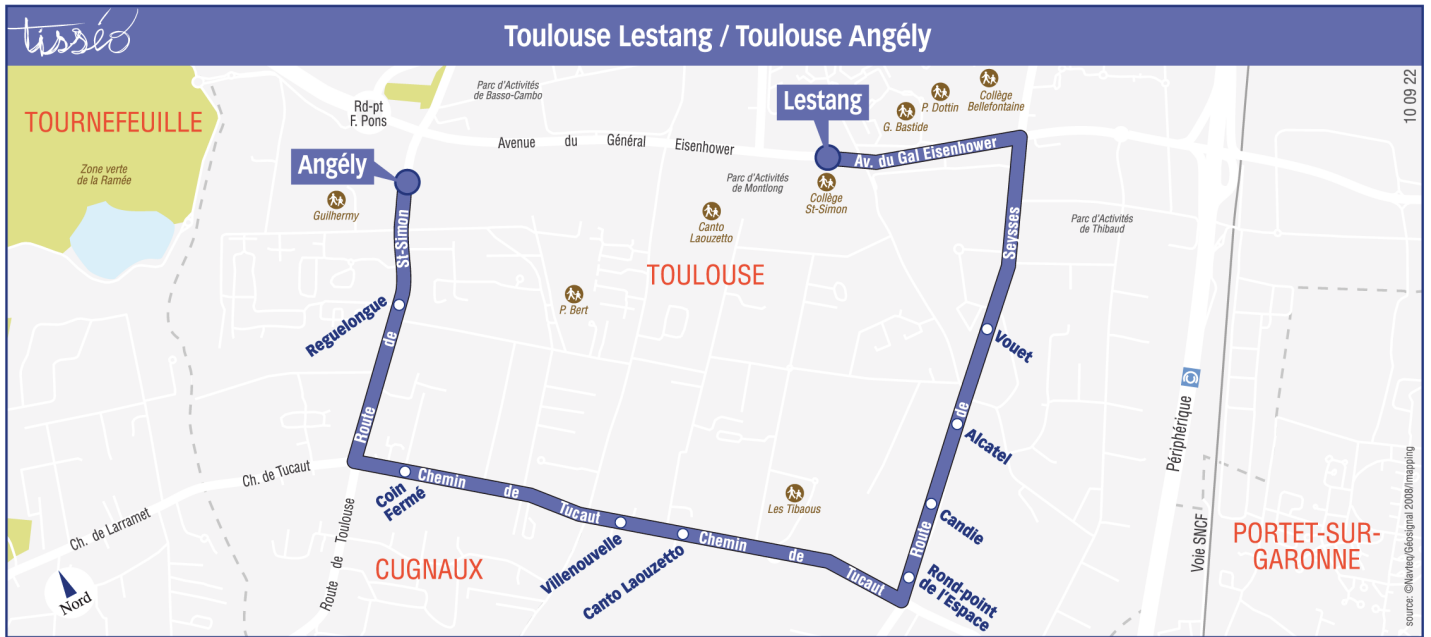 tisséo
Toulouse Lestang / Toulouse Angély
10 09 22
TOURNEFEUILLE
Zone verte
de la Ramée
Rd-pt
F. Pons
Parc d'Activités
de Basso-Cambo
Avenue du Général Eisenhower
Lestang
G. Bastide
P. Dottin
Collège
Bellefontaine
Av. du Gal Eisenhower
Angély
Guilhermy
Parc d'Activités
de Montlong
Collège
St-Simon
Canto
Laouzetto
Parc d'Activités
de Thibaud
TOULOUSE
P. Bert
Route de St-Simon
Reguelongue
Route de Seysses
Vouet
Alcatel
Candie
Rond-point
de l'Espace
Périphérique
Voie SNCF
PORTET-SUR-
GARONNE
Ch. de Tucaut
Ch. de Larramet
Route de Toulouse
Coin
Fermé
Chemin de Tucaut
Villenouvelle
Canto Laouzetto
Chemin de Tucaut
Les Tibaous
CUGNAUX
Nord
source: ©Navteq/Géosignal 2008/Imapping